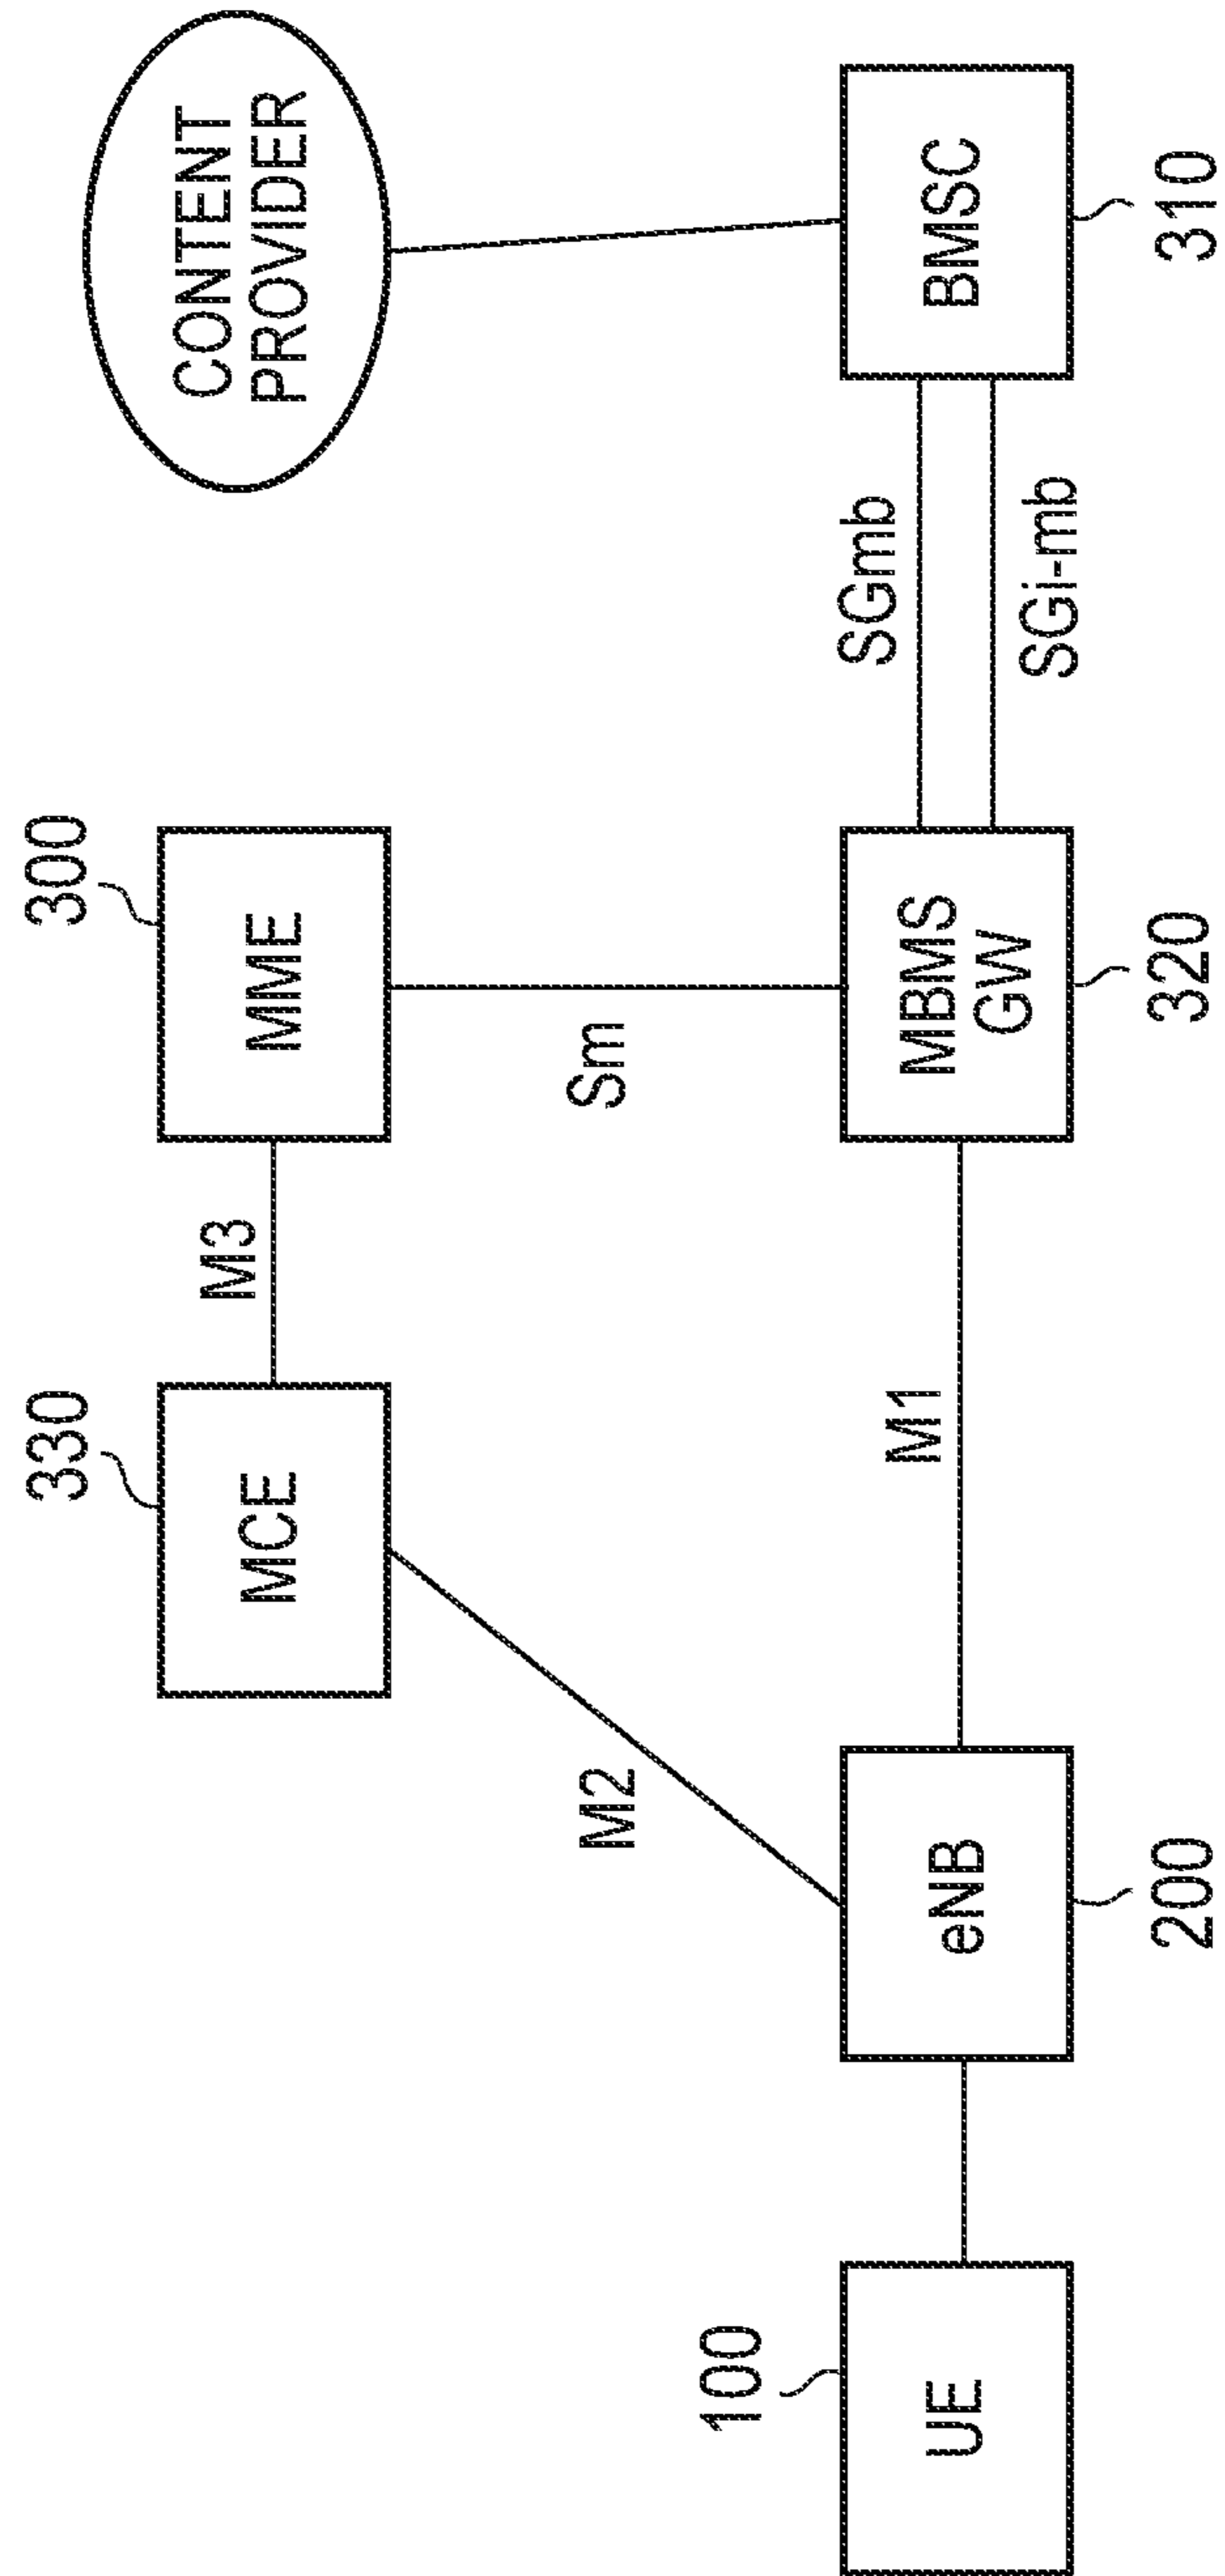 330
300
CONTENT
PROVIDER
MCE
M3
MME
M2
Sm
100
SGmb
UE
eNB
M1
MBMS
GW
BMSC
SGi-mb
200
320
310